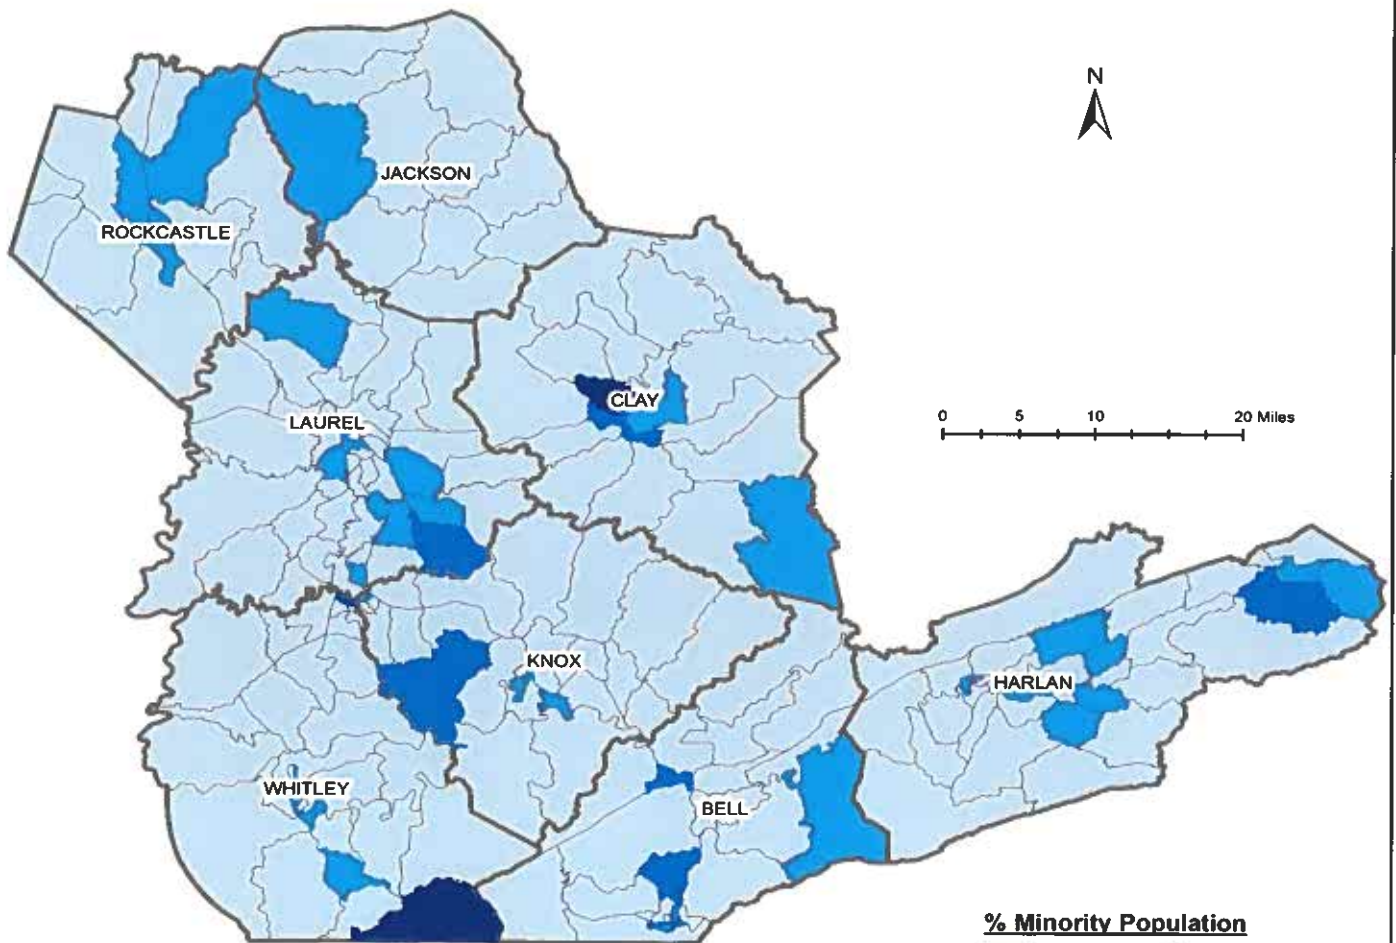 N
JACKSON
ROCKCASTLE
CLAY
0 5 10 20 Miles
LAUREL
KNOX
HARLAN
WHITLEY
BELL
% Minority Population